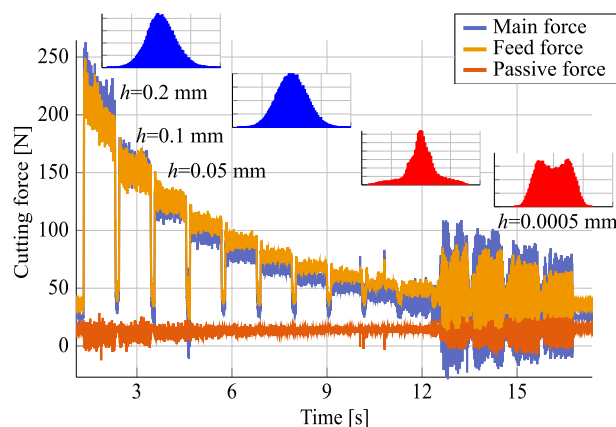 Main force
Feed force
Passive force
h=0.2 mm
h=0.1 mm
h=0.05 mm
h=0.0005 mm
Cutting force [N]
250
200
150
100
50
0
3
6
9
12
15
Time [s]